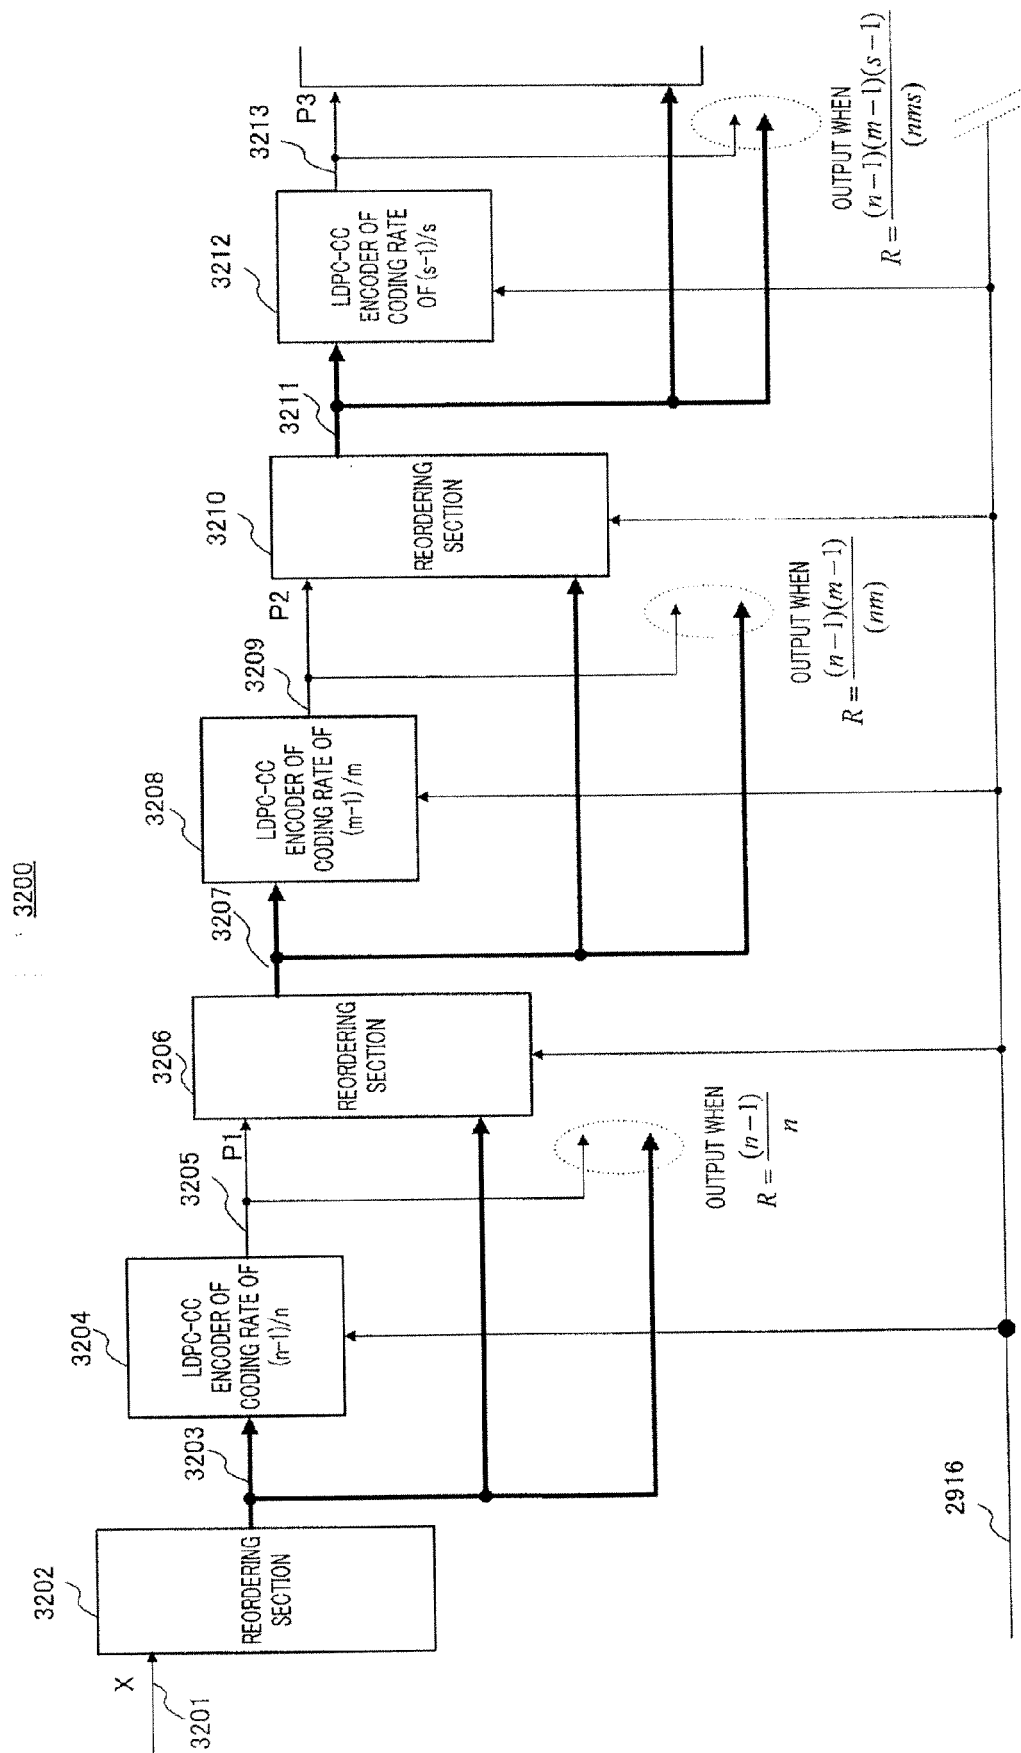 3200
3201
X
3202
REORDERING
SECTION
3203
3204
LDPC-CC
ENCODER OF
CODING RATE OF
(n-1)/n
3205
P1
OUTPUT WHEN
R = (n-1)/n
3206
REORDERING
SECTION
3207
3208
LDPC-CC
ENCODER OF
CODING RATE OF
(m-1)/m
3209
P2
OUTPUT WHEN
R = (n-1)(m-1)/(nm)
3210
REORDERING
SECTION
3211
3212
LDPC-CC
ENCODER OF
CODING RATE
OF (s-1)/s
3213
P3
OUTPUT WHEN
R = (n-1)(m-1)(s-1)/(nms)
2916